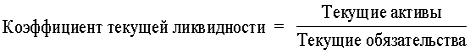 Коэффициент текущей ликвидности = Текущие активы
Текущие обязательства